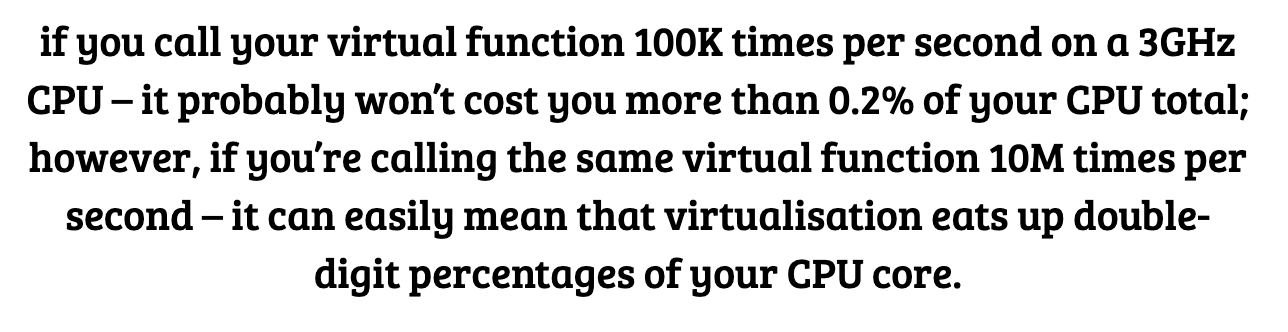 if you call your virtual function 100K times per second on a 3GHz
CPU – it probably won’t cost you more than 0.2% of your CPU total;
however, if you’re calling the same virtual function 10M times per
second – it can easily mean that virtualisation eats up double-
digit percentages of your CPU core.